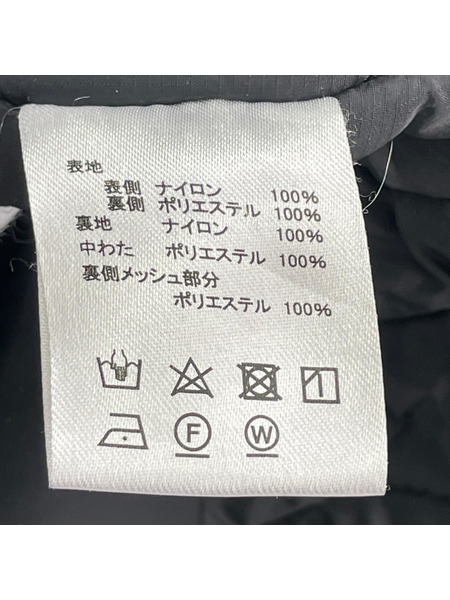 表地
表側 ナイロン 100%
裏側 ポリエステル 100%
裏地 ナイロン 100%
中わた ポリエステル 100%
裏側メッシュ部分
ポリエステル 100%
F W